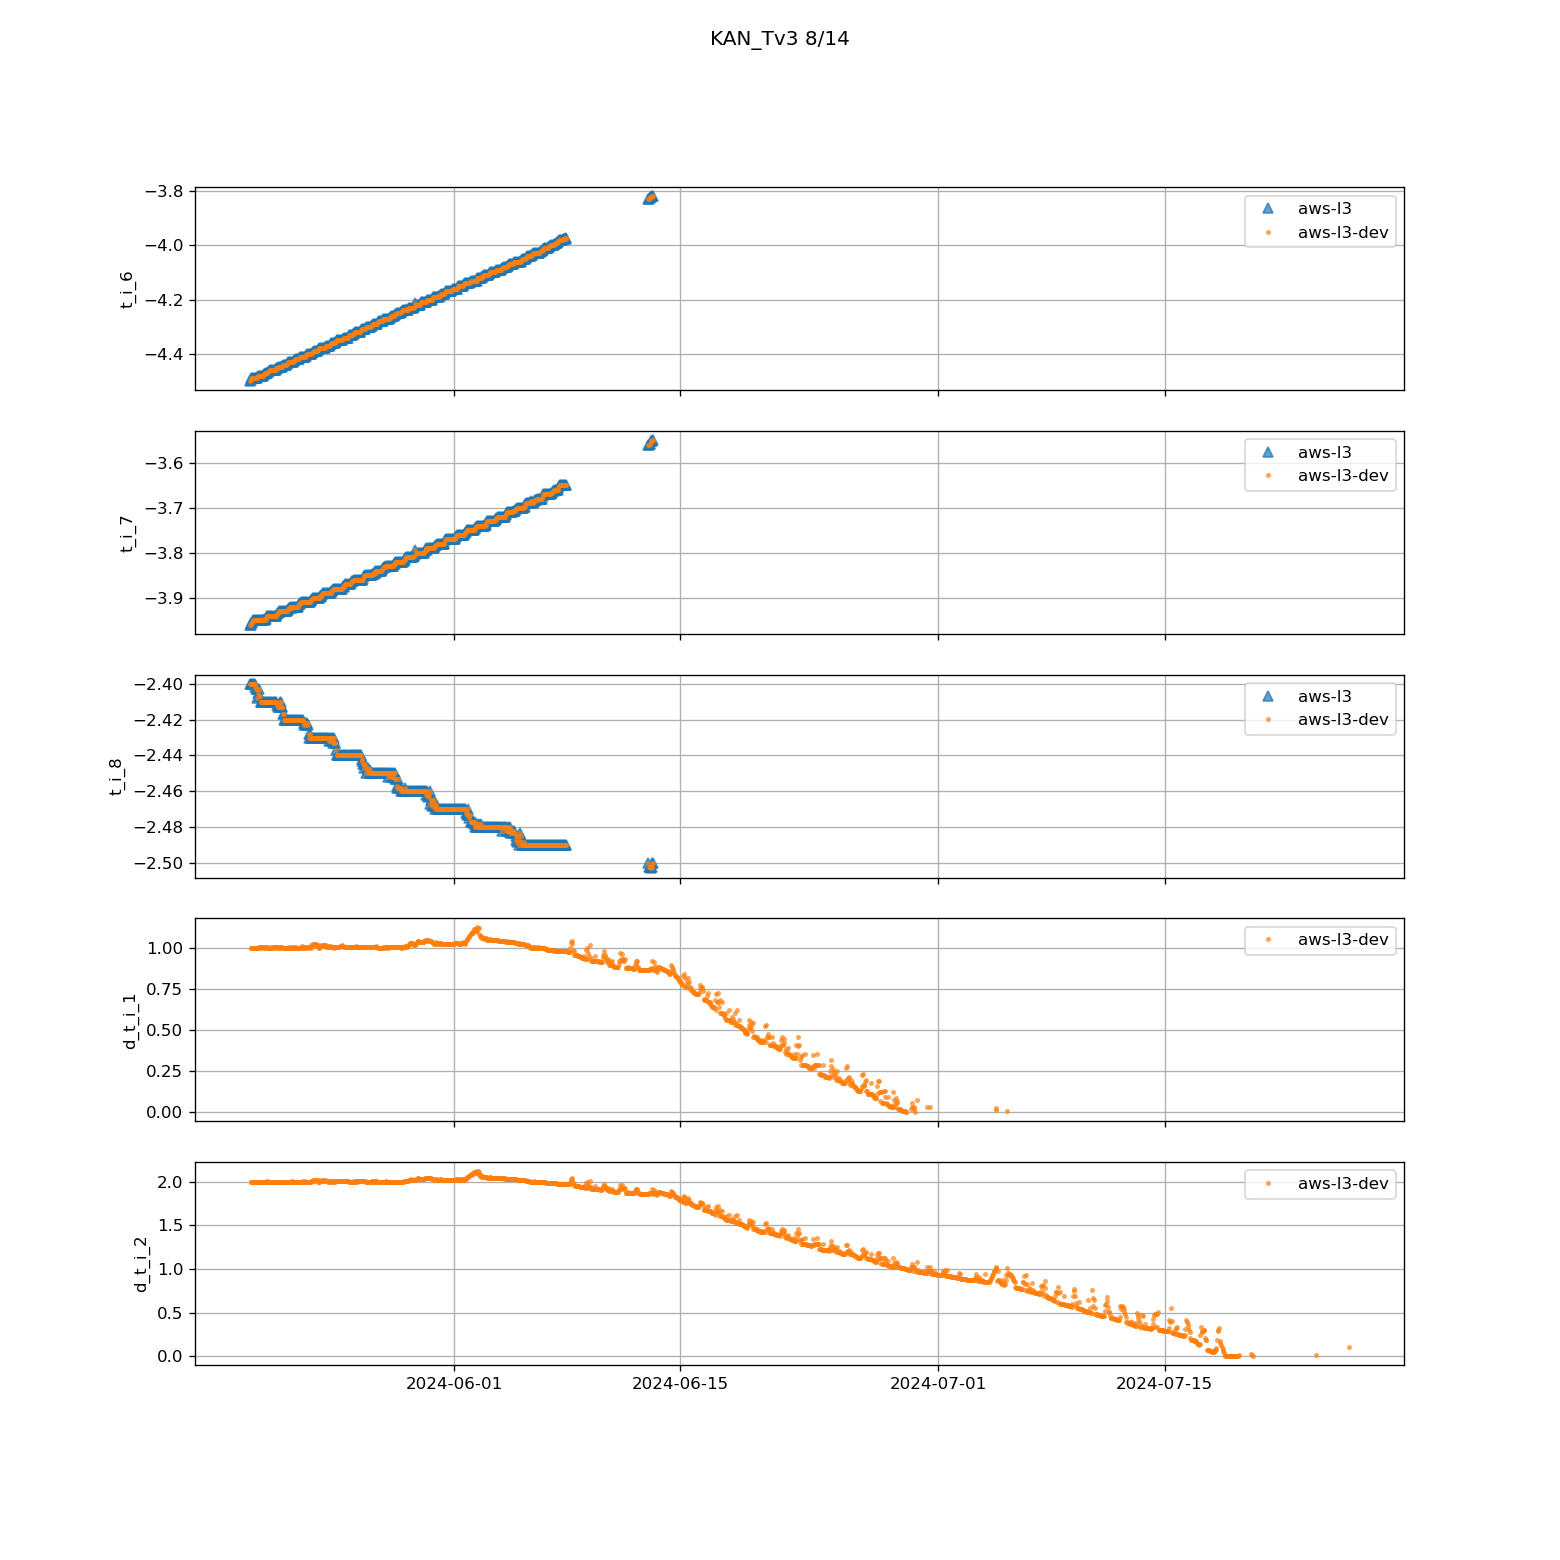 KAN_Tv3 8/14
−3.8
−4.0
−4.2
−4.4
t_i_6
aws-l3
aws-l3-dev
−3.6
−3.7
−3.8
−3.9
t_i_7
aws-l3
aws-l3-dev
−2.40
−2.42
−2.44
−2.46
−2.48
−2.50
t_i_8
aws-l3
aws-l3-dev
1.00
0.75
0.50
0.25
0.00
d_t_i_1
aws-l3-dev
2.0
1.5
1.0
0.5
0.0
d_t_i_2
aws-l3-dev
2024-06-01 2024-06-15 2024-07-01 2024-07-15